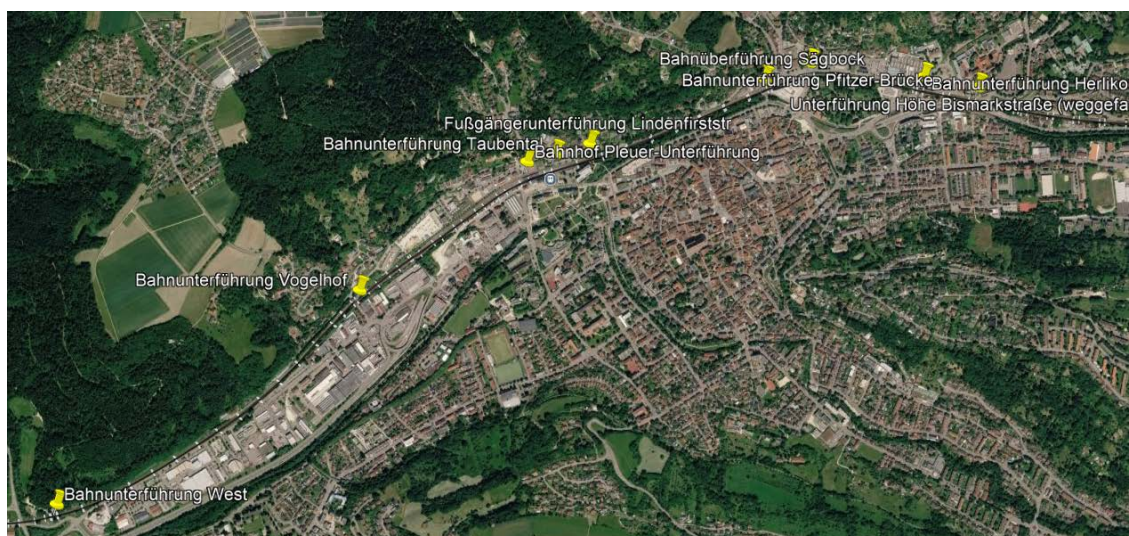 Bahnüberführung Sägbock
Bahnunterführung Pfitzer-Brücke
Bahnunterführung Herliko
Unterführung Höhe Bismarkstraße (weggefa
Fußgängerunterführung Lindenfirststr
Bahnunterführung Taubental
Bahnhof Pleuer-Unterführung
Bahnunterführung Vogelhof
Bahnunterführung West